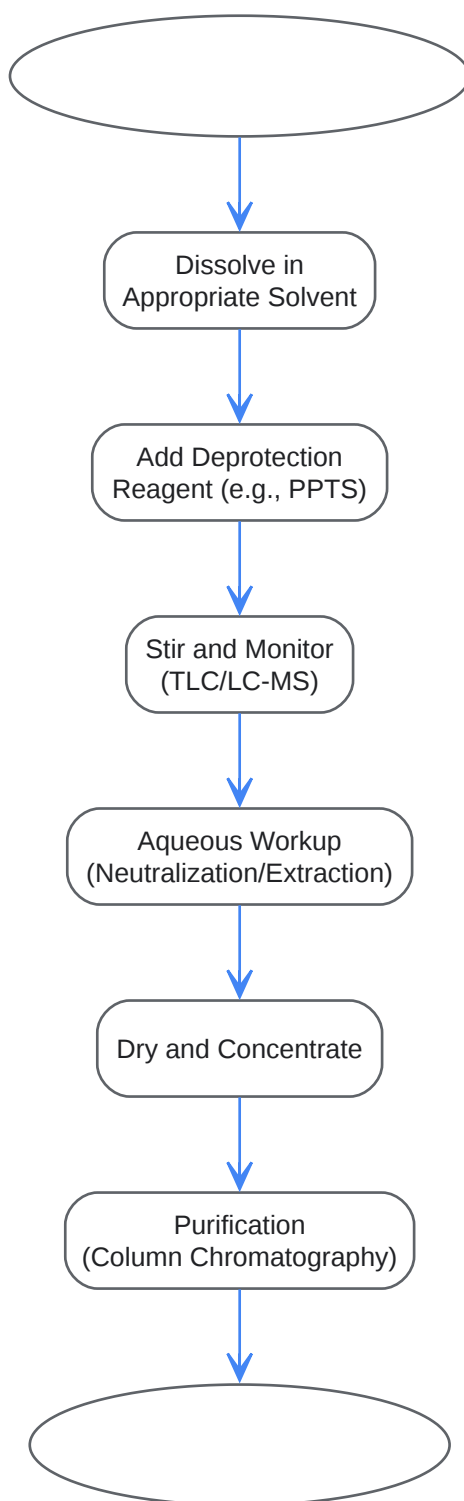 Dissolve in
Appropriate Solvent
Add Deprotection
Reagent (e.g., PPTS)
Stir and Monitor
(TLC/LC-MS)
Aqueous Workup
(Neutralization/Extraction)
Dry and Concentrate
Purification
(Column Chromatography)